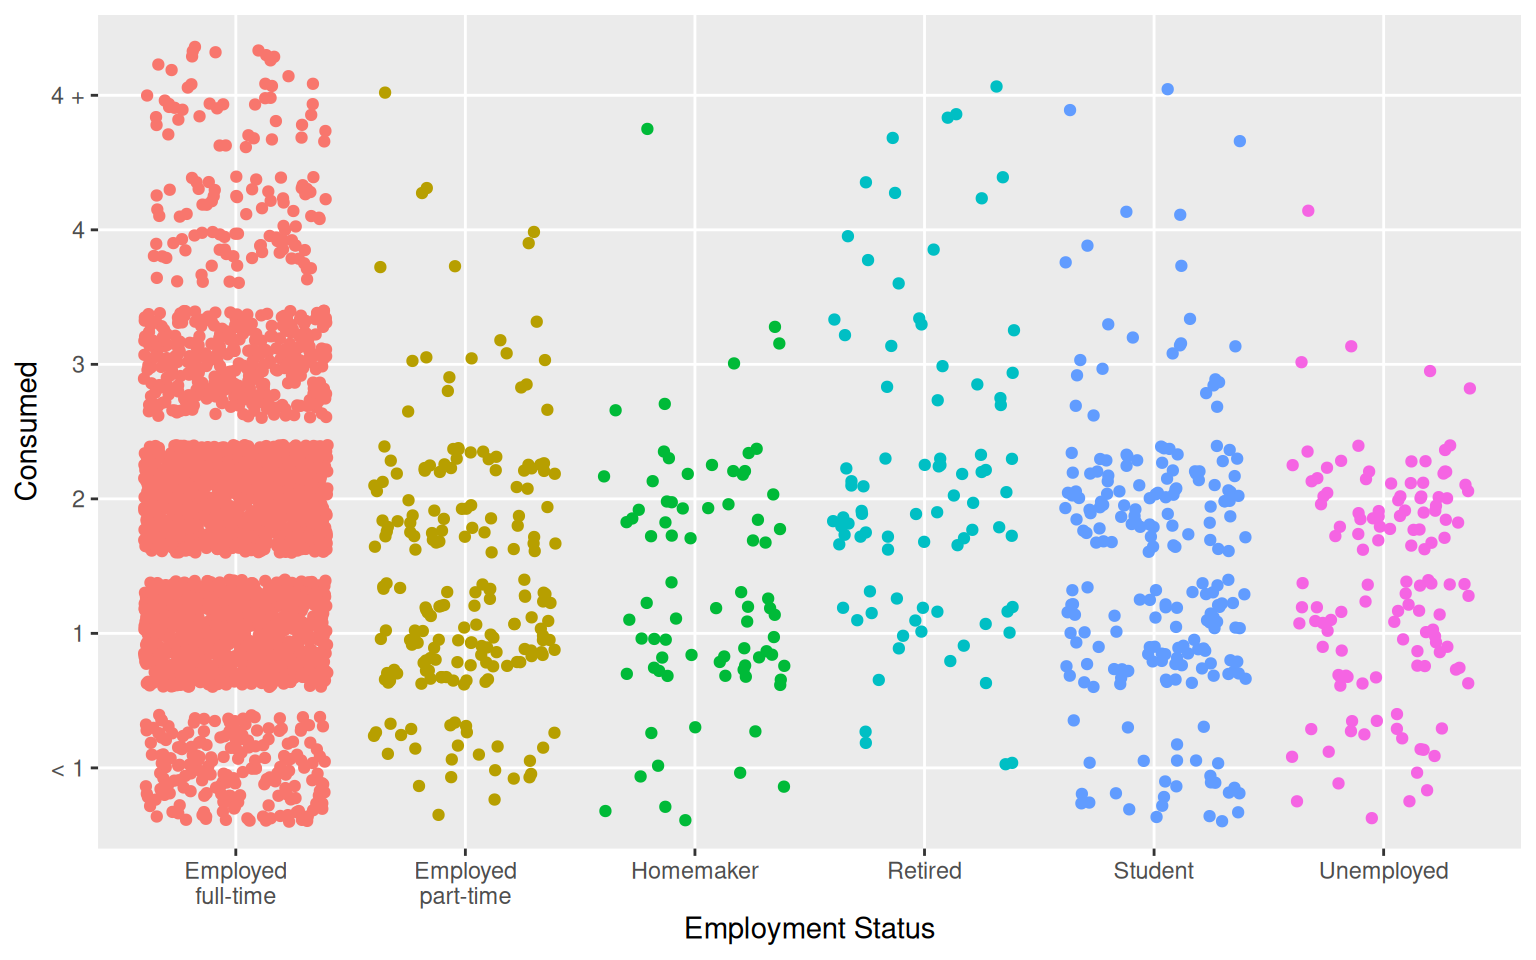 Consumed
4 +
4
3
2
1
< 1
Employed
full-time
Employed
part-time
Homemaker
Retired
Student
Unemployed
Employment Status